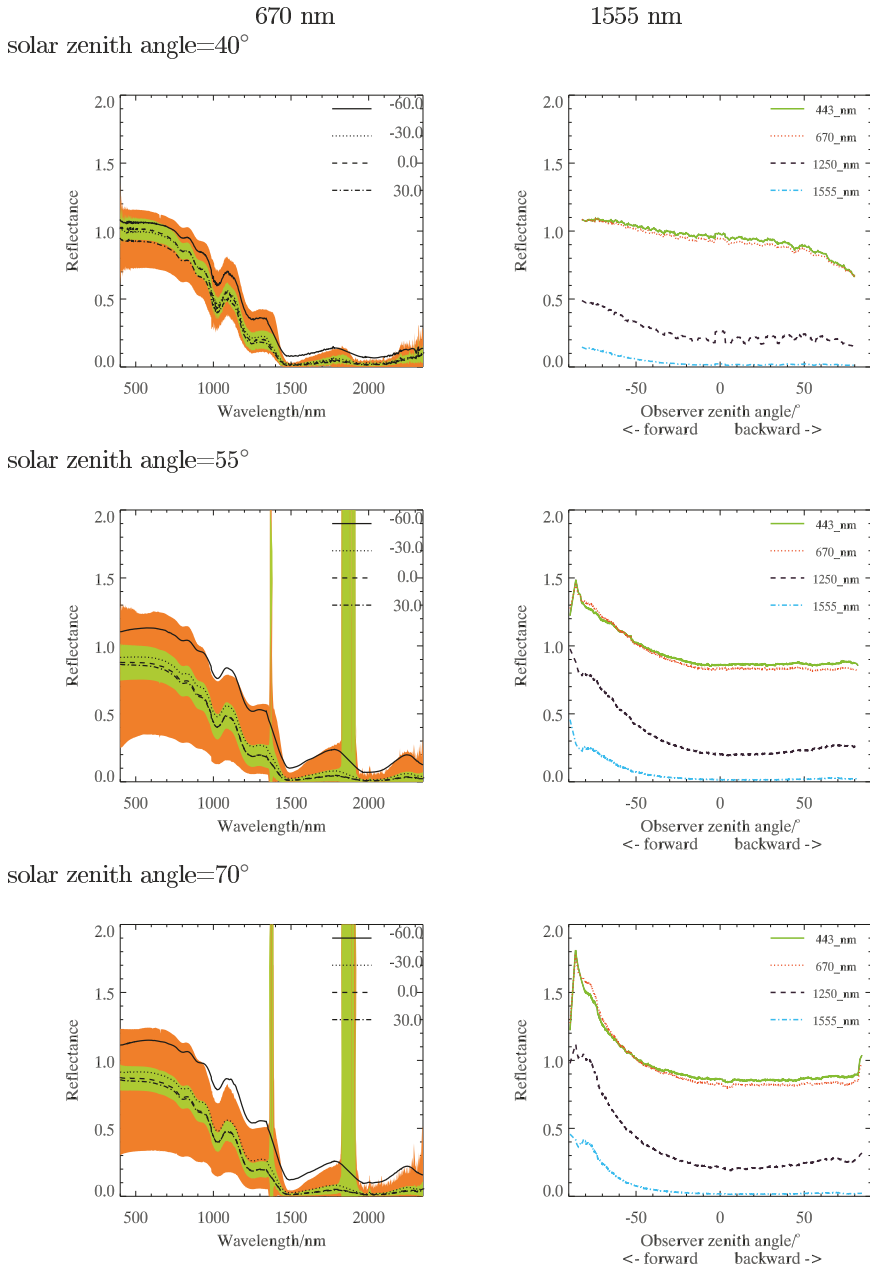 670 nm
1555 nm
solar zenith angle=40°
2.0
1.5
1.0
0.5
0.0
Reflectance
500
1000
1500
2000
Wavelength/nm
-60.0
-30.0
0.0
30.0
2.0
1.5
1.0
0.5
0.0
Reflectance
-50
0
50
Observer zenith angle/°
<- forward
backward ->
443_nm
670_nm
1250_nm
1555_nm
solar zenith angle=55°
2.0
1.5
1.0
0.5
0.0
Reflectance
500
1000
1500
2000
Wavelength/nm
-60.0
-30.0
0.0
30.0
2.0
1.5
1.0
0.5
0.0
Reflectance
-50
0
50
Observer zenith angle/°
<- forward
backward ->
443_nm
670_nm
1250_nm
1555_nm
solar zenith angle=70°
2.0
1.5
1.0
0.5
0.0
Reflectance
500
1000
1500
2000
Wavelength/nm
-60.0
-30.0
0.0
30.0
2.0
1.5
1.0
0.5
0.0
Reflectance
-50
0
50
Observer zenith angle/°
<- forward
backward ->
443_nm
670_nm
1250_nm
1555_nm